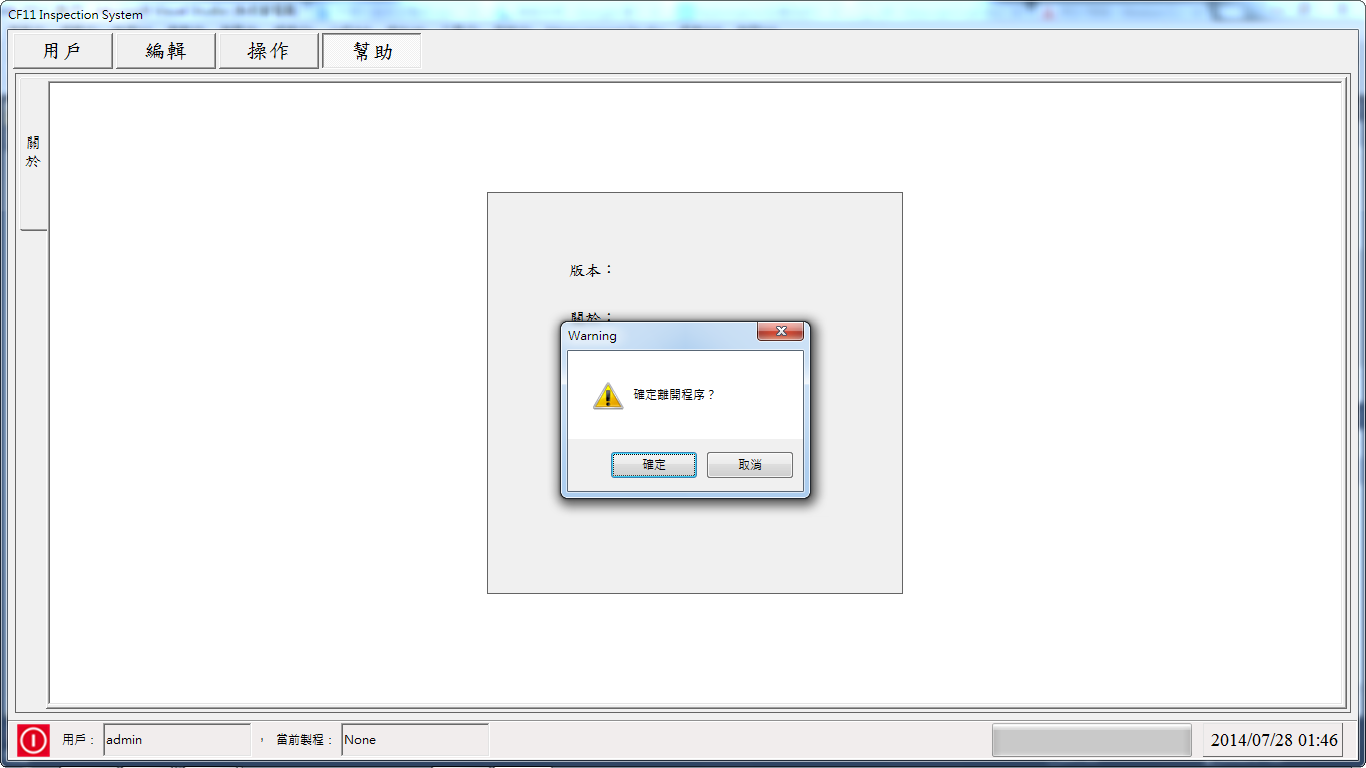 CF11 Inspection System
用戶
編輯
操作
幫助
關於
版本：
關於：
Warning
確定離開程序？
確定
取消
用戶： admin ， 當前製程： None
2014/07/28 01:46